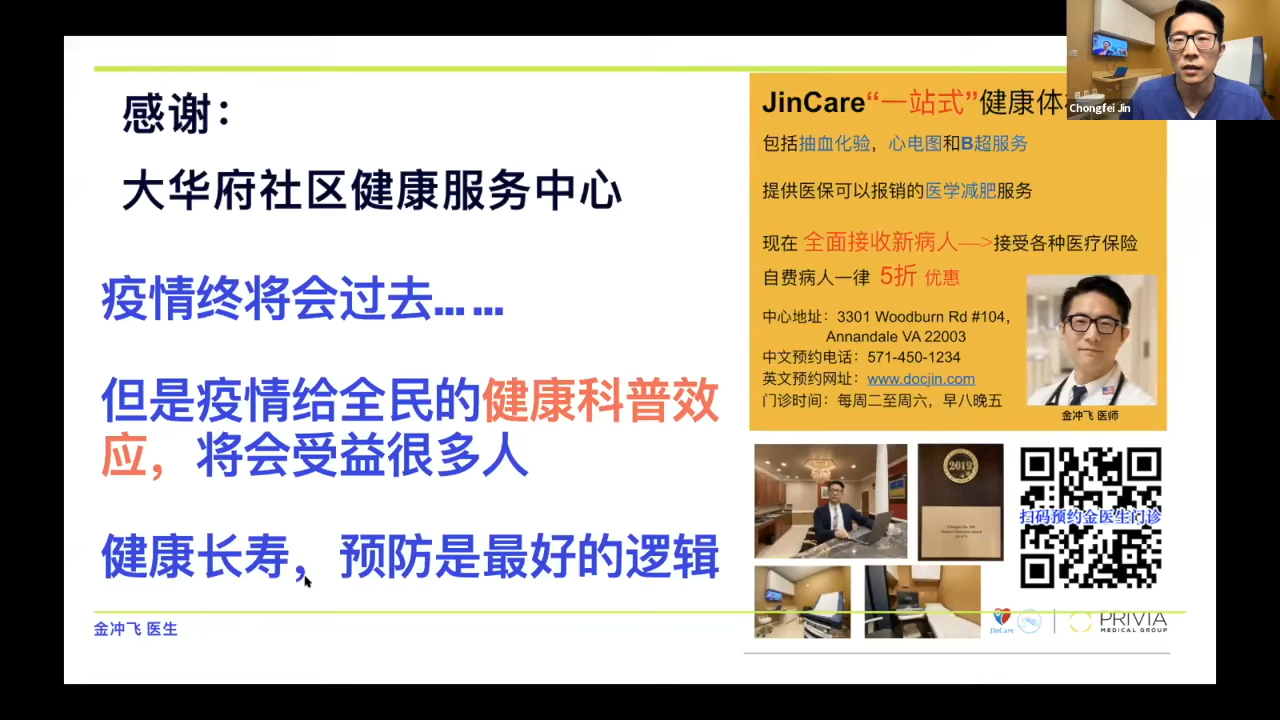 感谢：
大华府社区健康服务中心
疫情终将会过去……
但是疫情给全民的健康科普效
应，将会受益很多人
健康长寿，预防是最好的逻辑
金冲飞 医生
JinCare“一站式”健康体
包括抽血化验，心电图和B超服务
提供医保可以报销的医学减肥服务
现在 全面接收新病人—>接受各种医疗保险
自费病人一律 5折 优惠
中心地址：3301 Woodburn Rd #104,
Annandale VA 22003
中文预约电话：571-450-1234
英文预约网址：www.docjin.com
门诊时间：每周二至周六，早八晚五
金冲飞 医师
2012
扫码预约金医生门诊
JinCare
PRIVIA
MEDICAL GROUP
Chongfei Jin